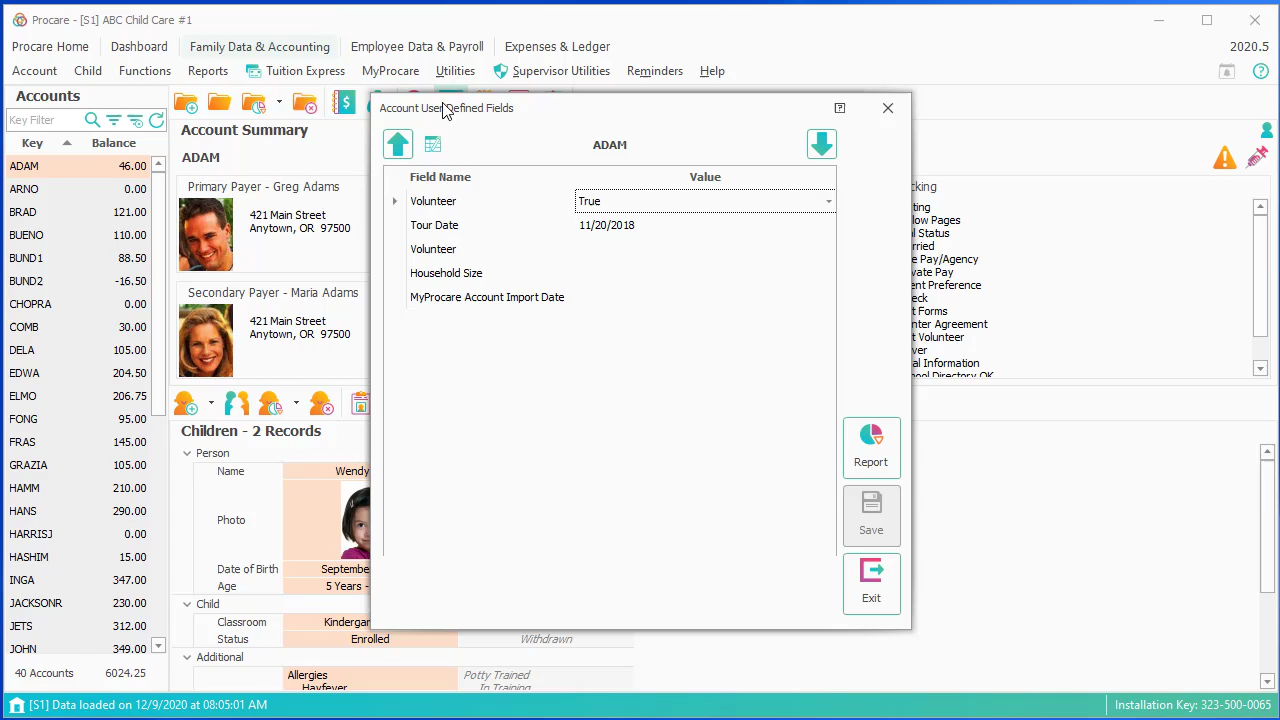 Procare - [S1] ABC Child Care #1
Procare Home Dashboard Family Data & Accounting Employee Data & Payroll Expenses & Ledger 2020.5
Account Child Functions Reports Tuition Express MyProcare Utilities Supervisor Utilities Reminders Help
Accounts
Key Filter
Key Balance
ADAM 46.00
ARNO 0.00
BRAD 121.00
BUENO 110.00
BUND1 88.50
BUND2 -16.50
CHOPRA 0.00
COMB 30.00
DELA 105.00
EDWA 204.50
ELMO 206.75
FONG 95.00
FRAS 145.00
GRAZIA 105.00
HAMM 210.00
HANS 290.00
HARRISJ 0.00
HASHIM 15.00
INGA 347.00
JACKSONR 230.00
JETS 312.00
JOHN 349.00
40 Accounts 6024.25
Account Summary
ADAM
Primary Payer - Greg Adams
421 Main Street
Anytown, OR 97500
Secondary Payer - Maria Adams
421 Main Street
Anytown, OR 97500
Children - 2 Records
Person
Name Wendy
Photo
Date of Birth Septembe
Age 5 Years -
Child
Classroom Kindergar
Status Enrolled Withdrawn
Additional
Allergies Potty Trained
Hayfever In Training
Account User Defined Fields
ADAM
Field Name Value
Volunteer True
Tour Date 11/20/2018
Volunteer
Household Size
MyProcare Account Import Date
Report
Save
Exit
cking
ting
low Pages
l Status
rried
e Pay/Agency
vate Pay
ent Preference
eck
t Forms
nter Agreement
t Volunteer
ver
al Information
hool Directory OK
[S1] Data loaded on 12/9/2020 at 08:05:01 AM
Installation Key: 323-500-0065